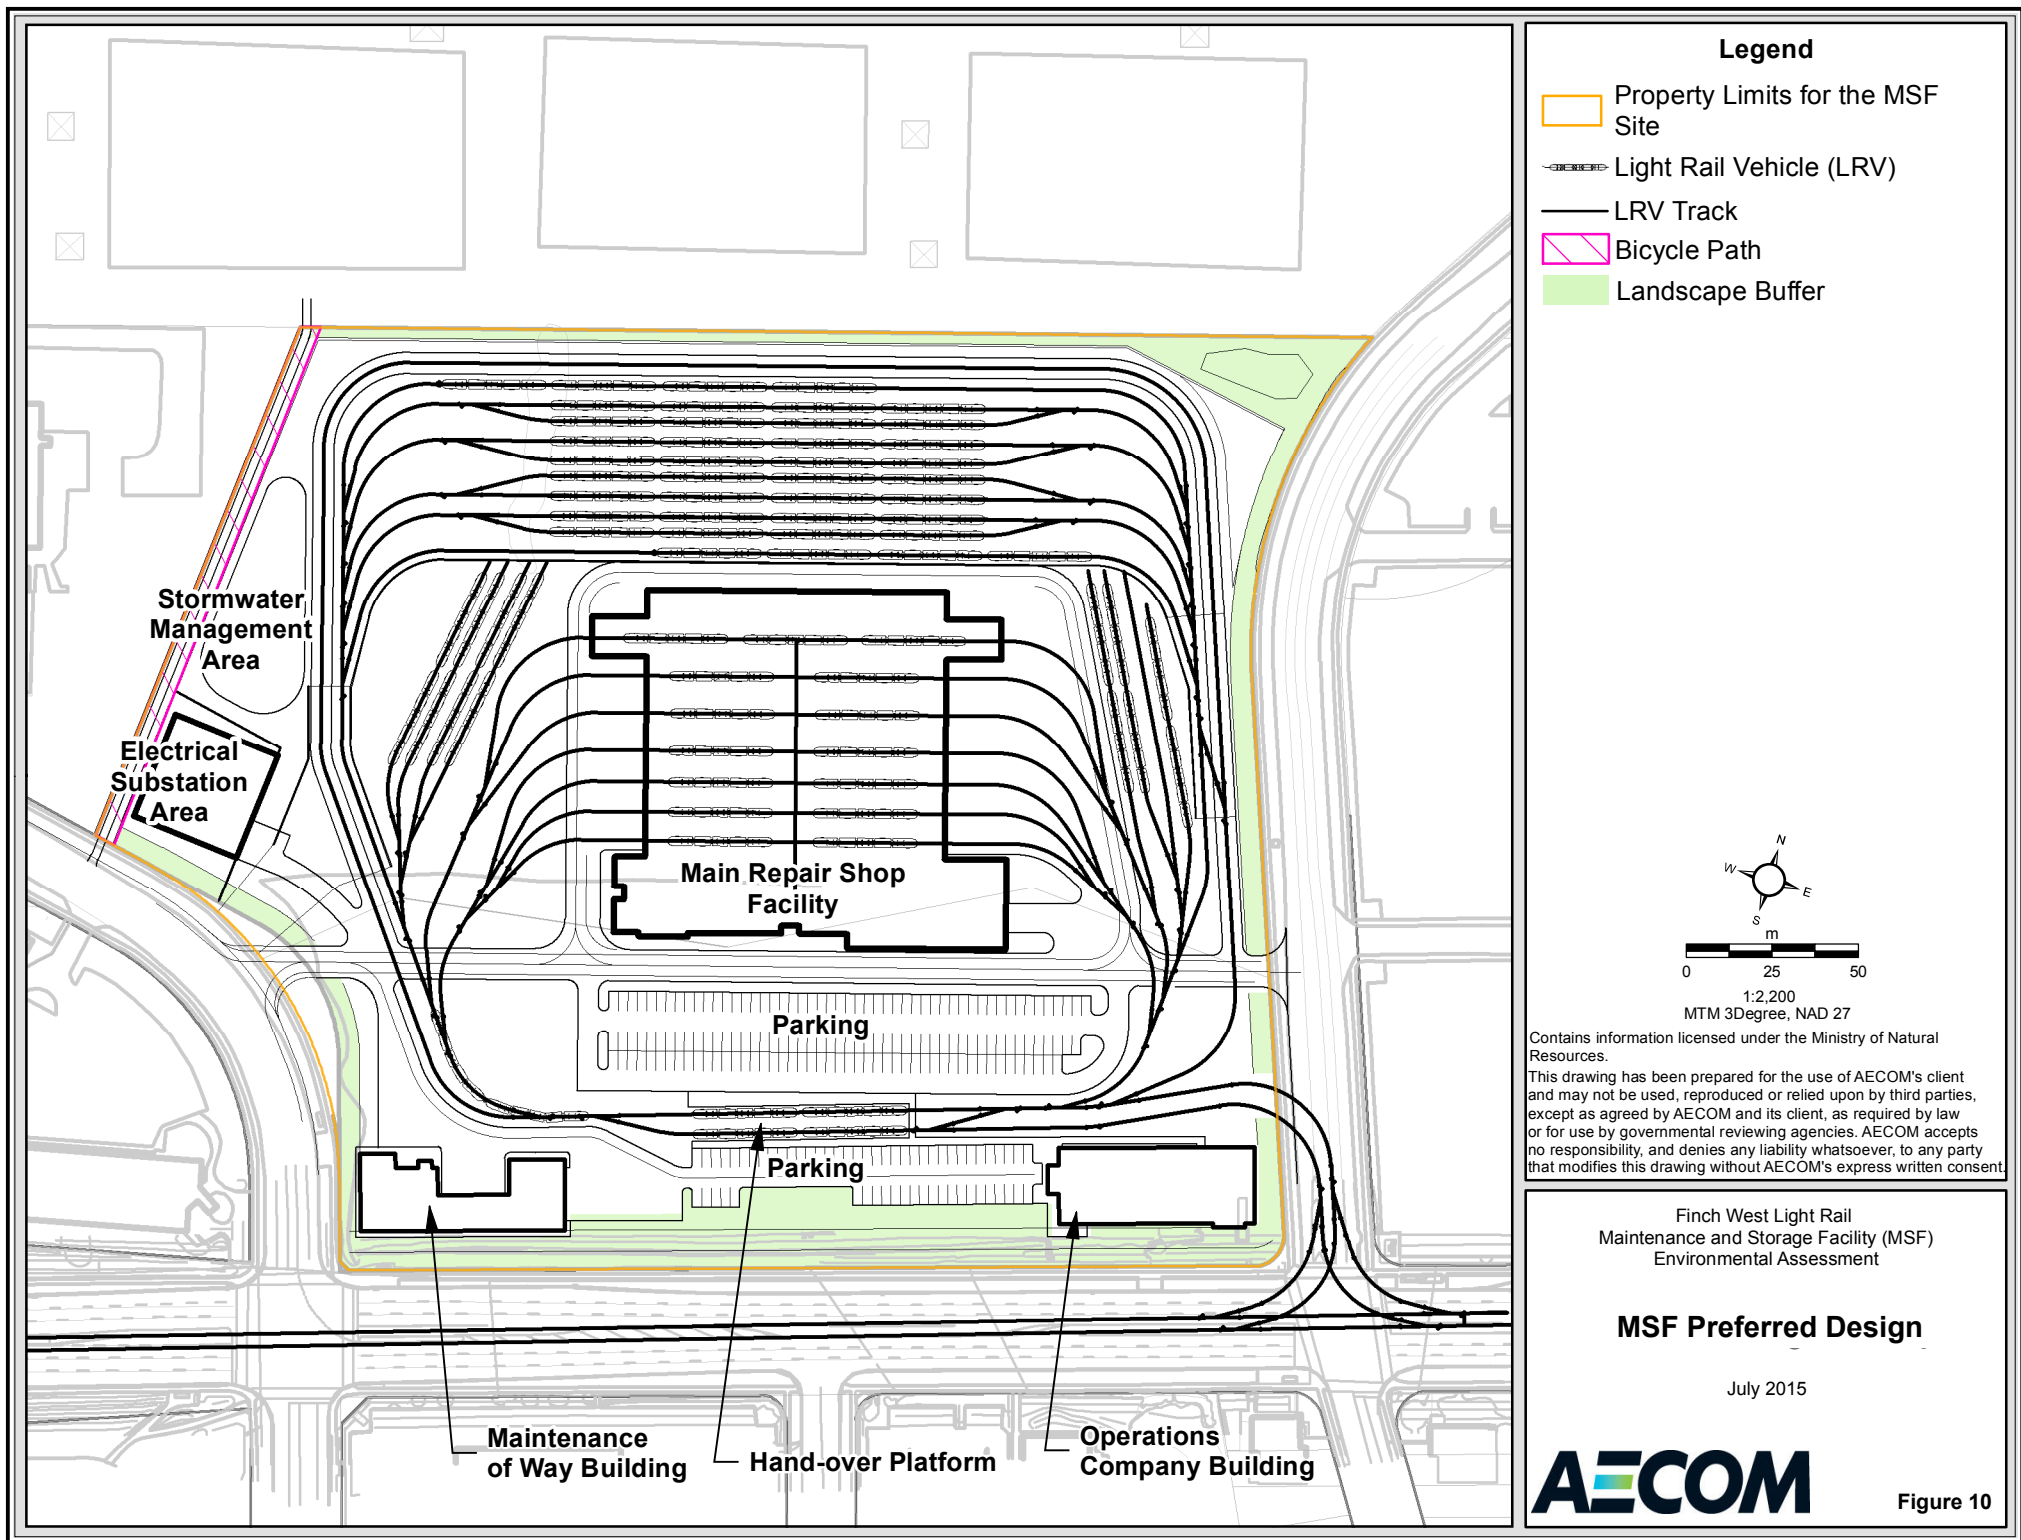 Stormwater
Management
Area
Electrical
Substation
Area
Main Repair Shop
Facility
Parking
Parking
Maintenance
of Way Building
Hand-over Platform
Operations
Company Building
Legend
Property Limits for the MSF
Site
Light Rail Vehicle (LRV)
LRV Track
Bicycle Path
Landscape Buffer
N
W
E
S
m
0 25 50
1:2,200
MTM 3Degree, NAD 27
Contains information licensed under the Ministry of Natural
Resources.
This drawing has been prepared for the use of AECOM's client
and may not be used, reproduced or relied upon by third parties,
except as agreed by AECOM and its client, as required by law
or for use by governmental reviewing agencies. AECOM accepts
no responsibility, and denies any liability whatsoever, to any party
that modifies this drawing without AECOM's express written consent.
Finch West Light Rail
Maintenance and Storage Facility (MSF)
Environmental Assessment
MSF Preferred Design
July 2015
AECOM
Figure 10